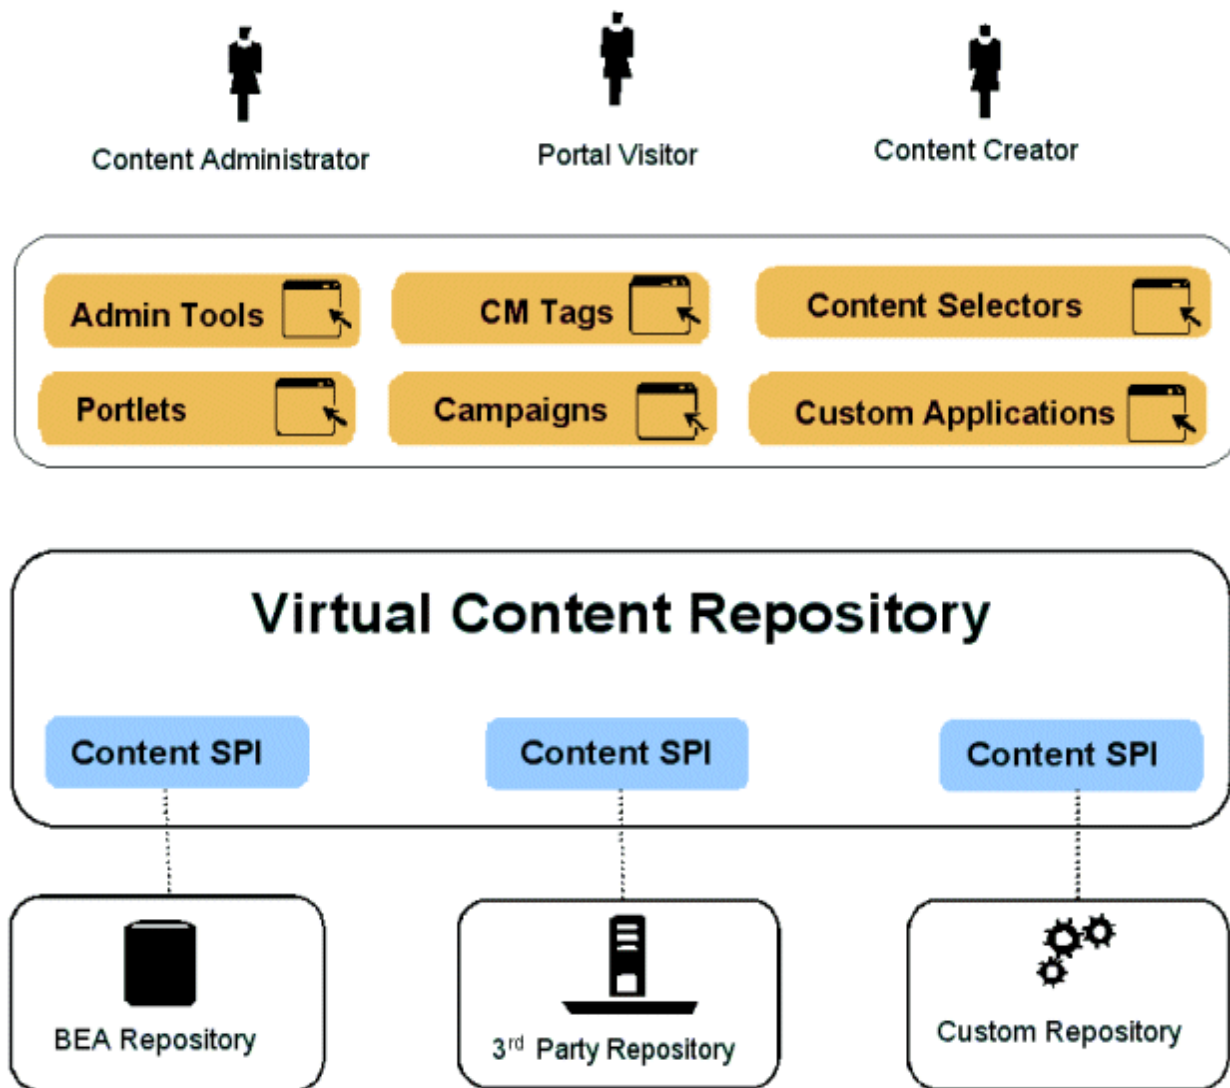 Content Administrator
Portal Visitor
Content Creator
Admin Tools
CM Tags
Content Selectors
Portlets
Campaigns
Custom Applications
Virtual Content Repository
Content SPI
Content SPI
Content SPI
BEA Repository
3rd Party Repository
Custom Repository